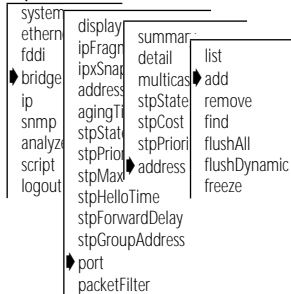 system
ethern
fddi
bridge
ip
snmp
analyze
script
logout
display
ipFragm
ipxSnap
address
agingTi
stpState
stpPrior
stpMax
stpHelloTime
stpForwardDelay
stpGroupAddress
port
packetFilter
summar
detail
multicas
stpState
stpCost
stpPriori
address
list
add
remove
find
flushAll
flushDynamic
freeze